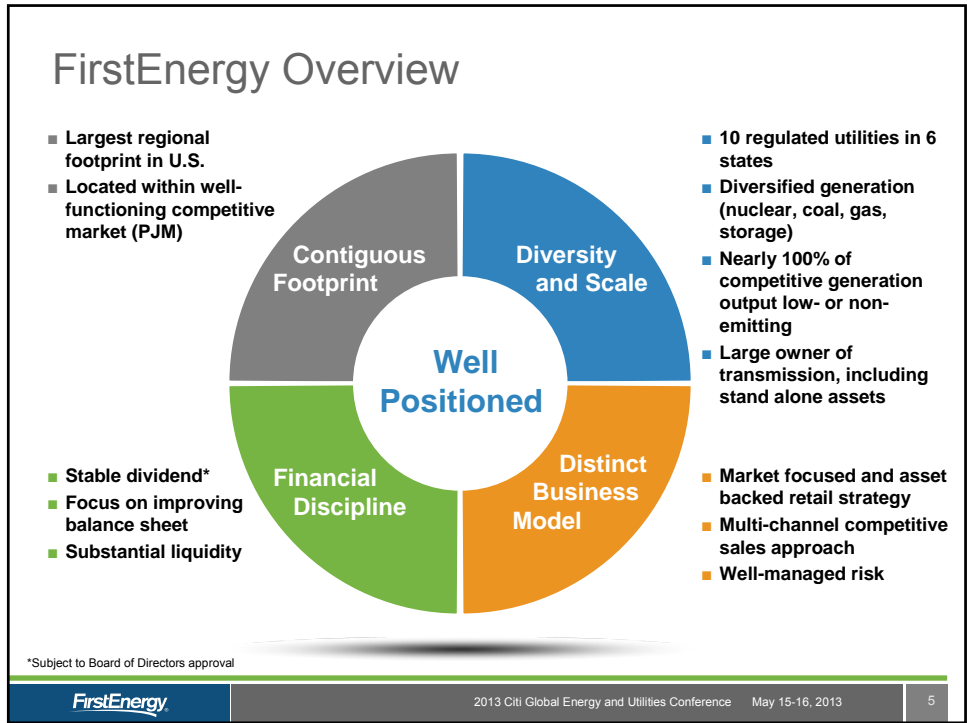 FirstEnergy Overview
■ Largest regional
footprint in U.S.
■ Located within well-
functioning competitive
market (PJM)
Contiguous
Footprint
Diversity
and Scale
■ 10 regulated utilities in 6
states
■ Diversified generation
(nuclear, coal, gas,
storage)
■ Nearly 100% of
competitive generation
output low- or non-
emitting
■ Large owner of
transmission, including
stand alone assets
Well
Positioned
■ Stable dividend*
■ Focus on improving
balance sheet
■ Substantial liquidity
Financial
Discipline
Distinct
Business
Model
■ Market focused and asset
backed retail strategy
■ Multi-channel competitive
sales approach
■ Well-managed risk
*Subject to Board of Directors approval
FirstEnergy®
2013 Citi Global Energy and Utilities Conference May 15-16, 2013 5